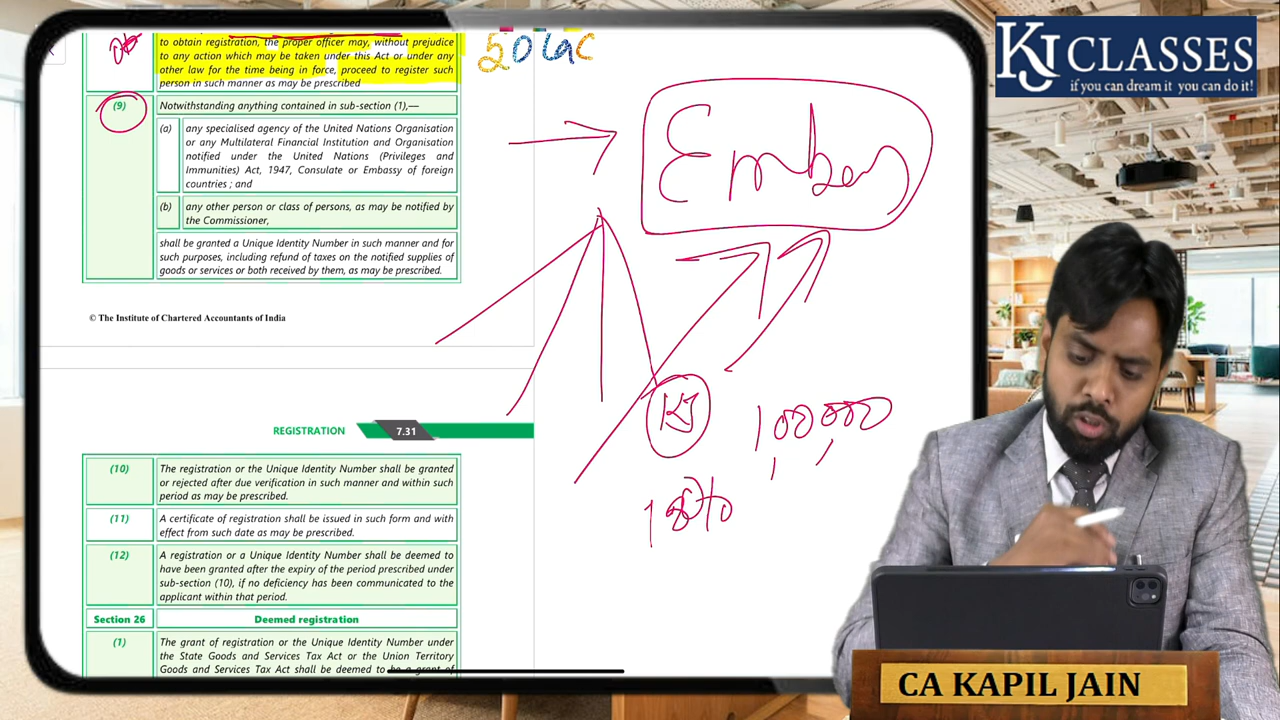 to obtain registration, the proper officer may, without prejudice
to any action which may be taken under this Act or under any
other law for the time being in force, proceed to register such
person in such manner as may be prescribed
(9) Notwithstanding anything contained in sub-section (1),—
(a) any specialised agency of the United Nations Organisation
or any Multilateral Financial Institution and Organisation
notified under the United Nations (Privileges and
Immunities) Act, 1947, Consulate or Embassy of foreign
countries ; and
(b) any other person or class of persons, as may be notified by
the Commissioner,
shall be granted a Unique Identity Number in such manner and for
such purposes, including refund of taxes on the notified supplies of
goods or services or both received by them, as may be prescribed.
© The Institute of Chartered Accountants of India
REGISTRATION 7.31
(10) The registration or the Unique Identity Number shall be granted
or rejected after due verification in such manner and within such
period as may be prescribed.
(11) A certificate of registration shall be issued in such form and with
effect from such date as may be prescribed.
(12) A registration or a Unique Identity Number shall be deemed to
have been granted after the expiry of the period prescribed under
sub-section (10), if no deficiency has been communicated to the
applicant within that period.
Section 26 Deemed registration
(1) The grant of registration or the Unique Identity Number under
the State Goods and Services Tax Act or the Union Territory
Goods and Services Tax Act shall be deemed to be a grant of
50 lac
KJ
100,000
18%
KJ CLASSES
if you can dream it you can do it!
CA KAPIL JAIN